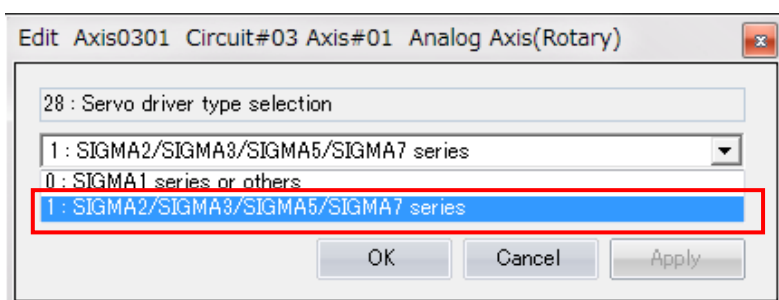 Edit Axis0301 Circuit#03 Axis#01 Analog Axis(Rotary)
28 : Servo driver type selection
1 : SIGMA2/SIGMA3/SIGMA5/SIGMA7 series
0 : SIGMA1 series or others
1 : SIGMA2/SIGMA3/SIGMA5/SIGMA7 series
OK Cancel Apply